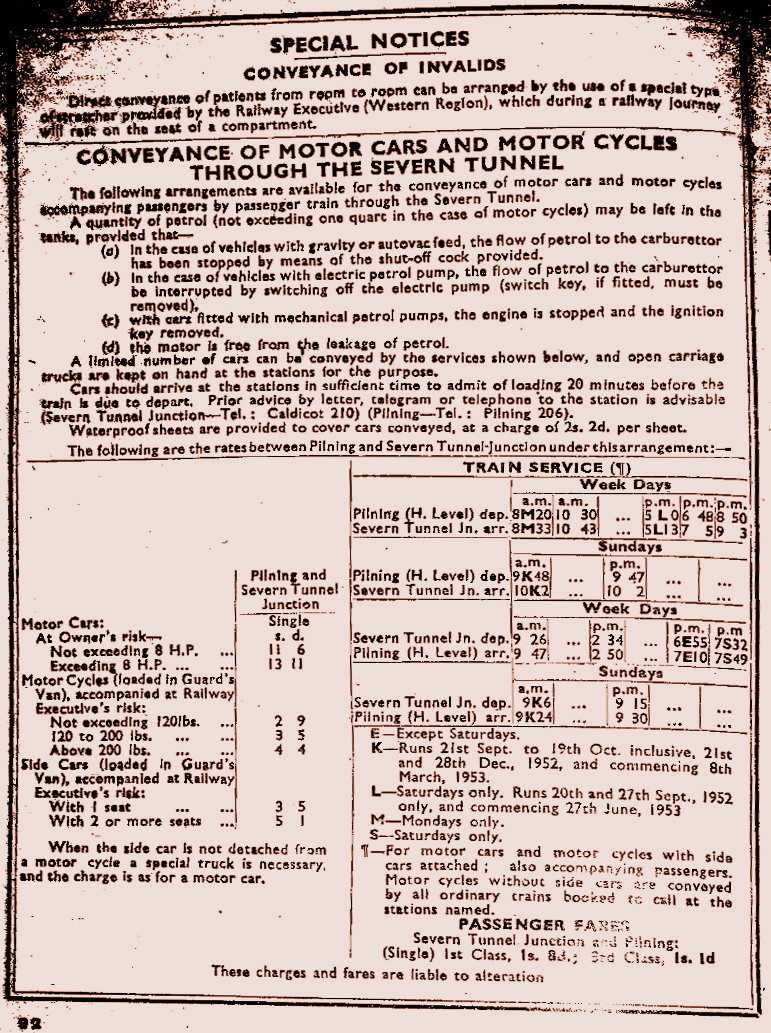 SPECIAL NOTICES
CONVEYANCE OF INVALIDS
Direct conveyance of patients from room to room can be arranged by the use of a special type
of stretcher provided by the Railway Executive (Western Region), which during a railway journey
will rest on the seat of a compartment.
CONVEYANCE OF MOTOR CARS AND MOTOR CYCLES
THROUGH THE SEVERN TUNNEL
The following arrangements are available for the conveyance of motor cars and motor cycles
accompanying passengers by passenger train through the Severn Tunnel.
A quantity of petrol (not exceeding one quart in the case of motor cycles) may be left in the
tanks, provided that—
(a) In the case of vehicles with gravity or autovac feed, the flow of petrol to the carburettor
has been stopped by means of the shut-off cock provided.
(b) In the case of vehicles with electric petrol pump, the flow of petrol to the carburettor
be interrupted by switching off the electric pump (switch key, if fitted, must be
removed),
(c) with cars fitted with mechanical petrol pumps, the engine is stopped and the ignition
key removed.
(d) the motor is free from the leakage of petrol.
A limited number of cars can be conveyed by the services shown below, and open carriage
trucks are kept on hand at the stations for the purpose.
Cars should arrive at the stations in sufficient time to admit of loading 20 minutes before the
train is due to depart. Prior advice by letter, telegram or telephone to the station is advisable
(Severn Tunnel Junction—Tel.: Caldicot 210) (Pilning—Tel.: Pilning 206).
Waterproof sheets are provided to cover cars conveyed, at a charge of 2s. 2d. per sheet.
The following are the rates between Pilning and Severn Tunnel Junction under this arrangement:—
Pilning and
Severn Tunnel
Junction
Single
Motor Cars:
At Owner's risk— s. d.
Not exceeding 8 H.P. ... 11 6
Exceeding 8 H.P. ... ... 13 11
Motor Cycles (loaded in Guard's
Van), accompanied at Railway
Executive's risk:
Not exceeding 120lbs. ... 2 9
120 to 200 lbs. ... ... 3 5
Above 200 lbs. ... ... 4 4
Side Cars (loaded in Guard's
Van), accompanied at Railway
Executive's risk:
With 1 seat ... ... 3 5
With 2 or more seats ... 5 1
When the side car is not detached from
a motor cycle a special truck is necessary,
and the charge is as for a motor car.
TRAIN SERVICE (¶)
Week Days
a.m. a.m. p.m. p.m. p.m.
Pilning (H. Level) dep. 8M20 10 30 ... 5 L0 6 48 8 50
Severn Tunnel Jn. arr. 8M33 10 43 ... 5L13 7 5 9 3
Sundays
a.m. p.m.
Pilning (H. Level) dep. 9K48 ... 9 47 ... ...
Severn Tunnel Jn. arr. 10K2 ... 10 2 ... ...
Week Days
a.m. p.m. p.m. p.m
Severn Tunnel Jn. dep. 9 26 ... 2 34 ... 6E55 7S32
Pilning (H. Level) arr. 9 47 ... 2 50 ... 7E10 7S49
Sundays
a.m. p.m.
Severn Tunnel Jn. dep. 9K6 ... 9 15 ... ...
Pilning (H. Level) arr. 9K24 ... 9 30 ... ...
E—Except Saturdays.
K—Runs 21st Sept. to 19th Oct. inclusive, 21st
and 28th Dec., 1952, and commencing 8th
March, 1953.
L—Saturdays only. Runs 20th and 27th Sept., 1952
only, and commencing 27th June, 1953
M—Mondays only.
S—Saturdays only.
¶—For motor cars and motor cycles with side
cars attached; also accompanying passengers.
Motor cycles without side cars are conveyed
by all ordinary trains booked to call at the
stations named.
PASSENGER FARES
Severn Tunnel Junction and Pilning:
(Single) 1st Class, 1s. 8d.; 3rd Class, 1s. 1d
These charges and fares are liable to alteration
92